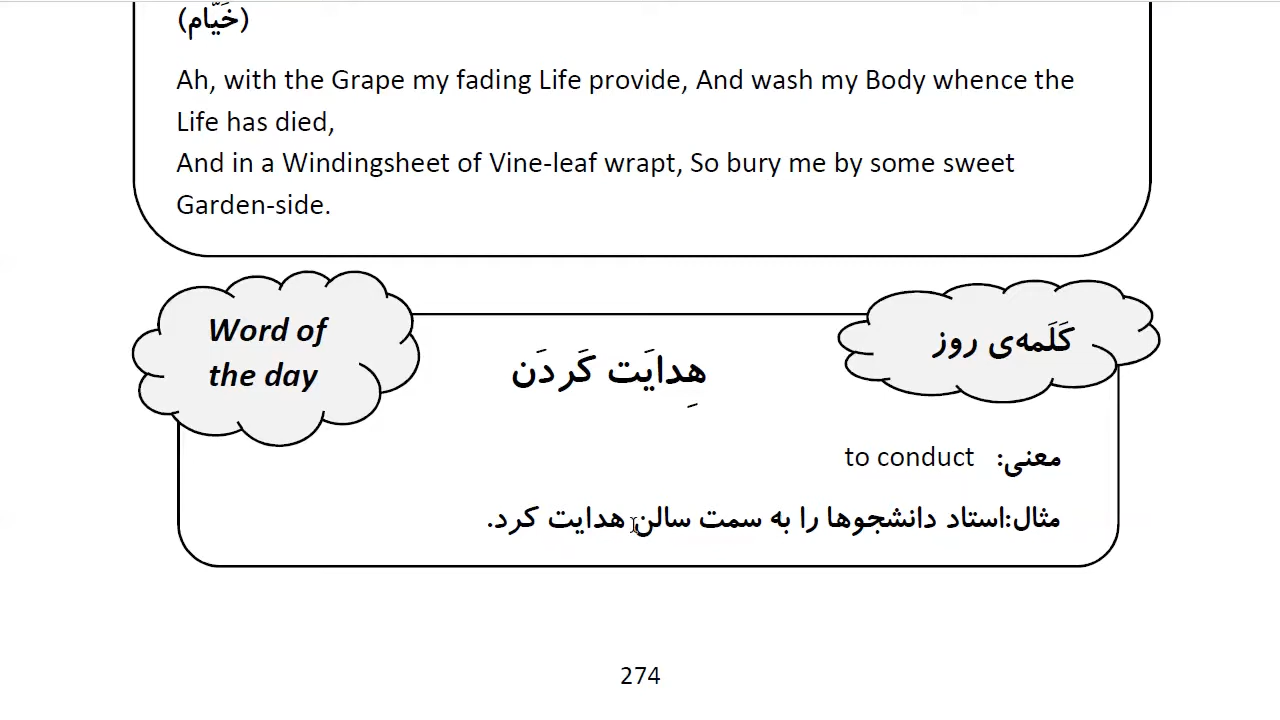 (خَیّام)
Ah, with the Grape my fading Life provide, And wash my Body whence the
Life has died,
And in a Windingsheet of Vine-leaf wrapt, So bury me by some sweet
Garden-side.
Word of
the day
کَلَمه‌ی روز
هِدایَت کَردَن
معنی: to conduct
مثال:استاد دانشجوها را به سمت سالن هدایت کرد.
274